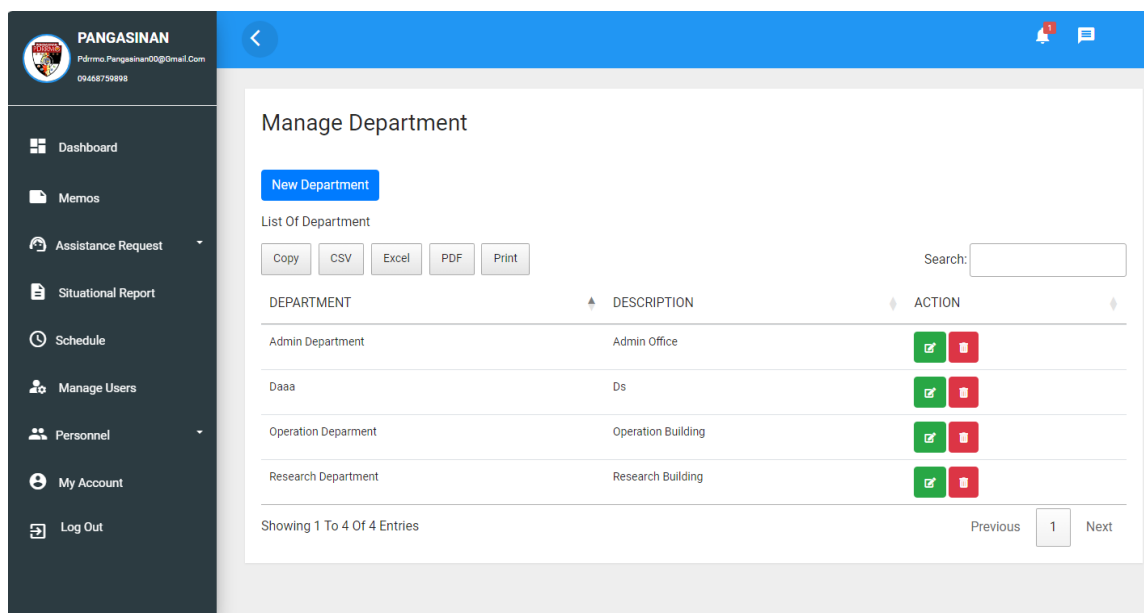 PANGASINAN
Pdrrmo.Pangasinan00@Gmail.Com
09468759898
Dashboard
Memos
Assistance Request
Situational Report
Schedule
Manage Users
Personnel
My Account
Log Out
1
Manage Department
New Department
List Of Department
Copy CSV Excel PDF Print Search:
DEPARTMENT DESCRIPTION ACTION
Admin Department Admin Office
Daaa Ds
Operation Deparment Operation Building
Research Department Research Building
Showing 1 To 4 Of 4 Entries Previous 1 Next